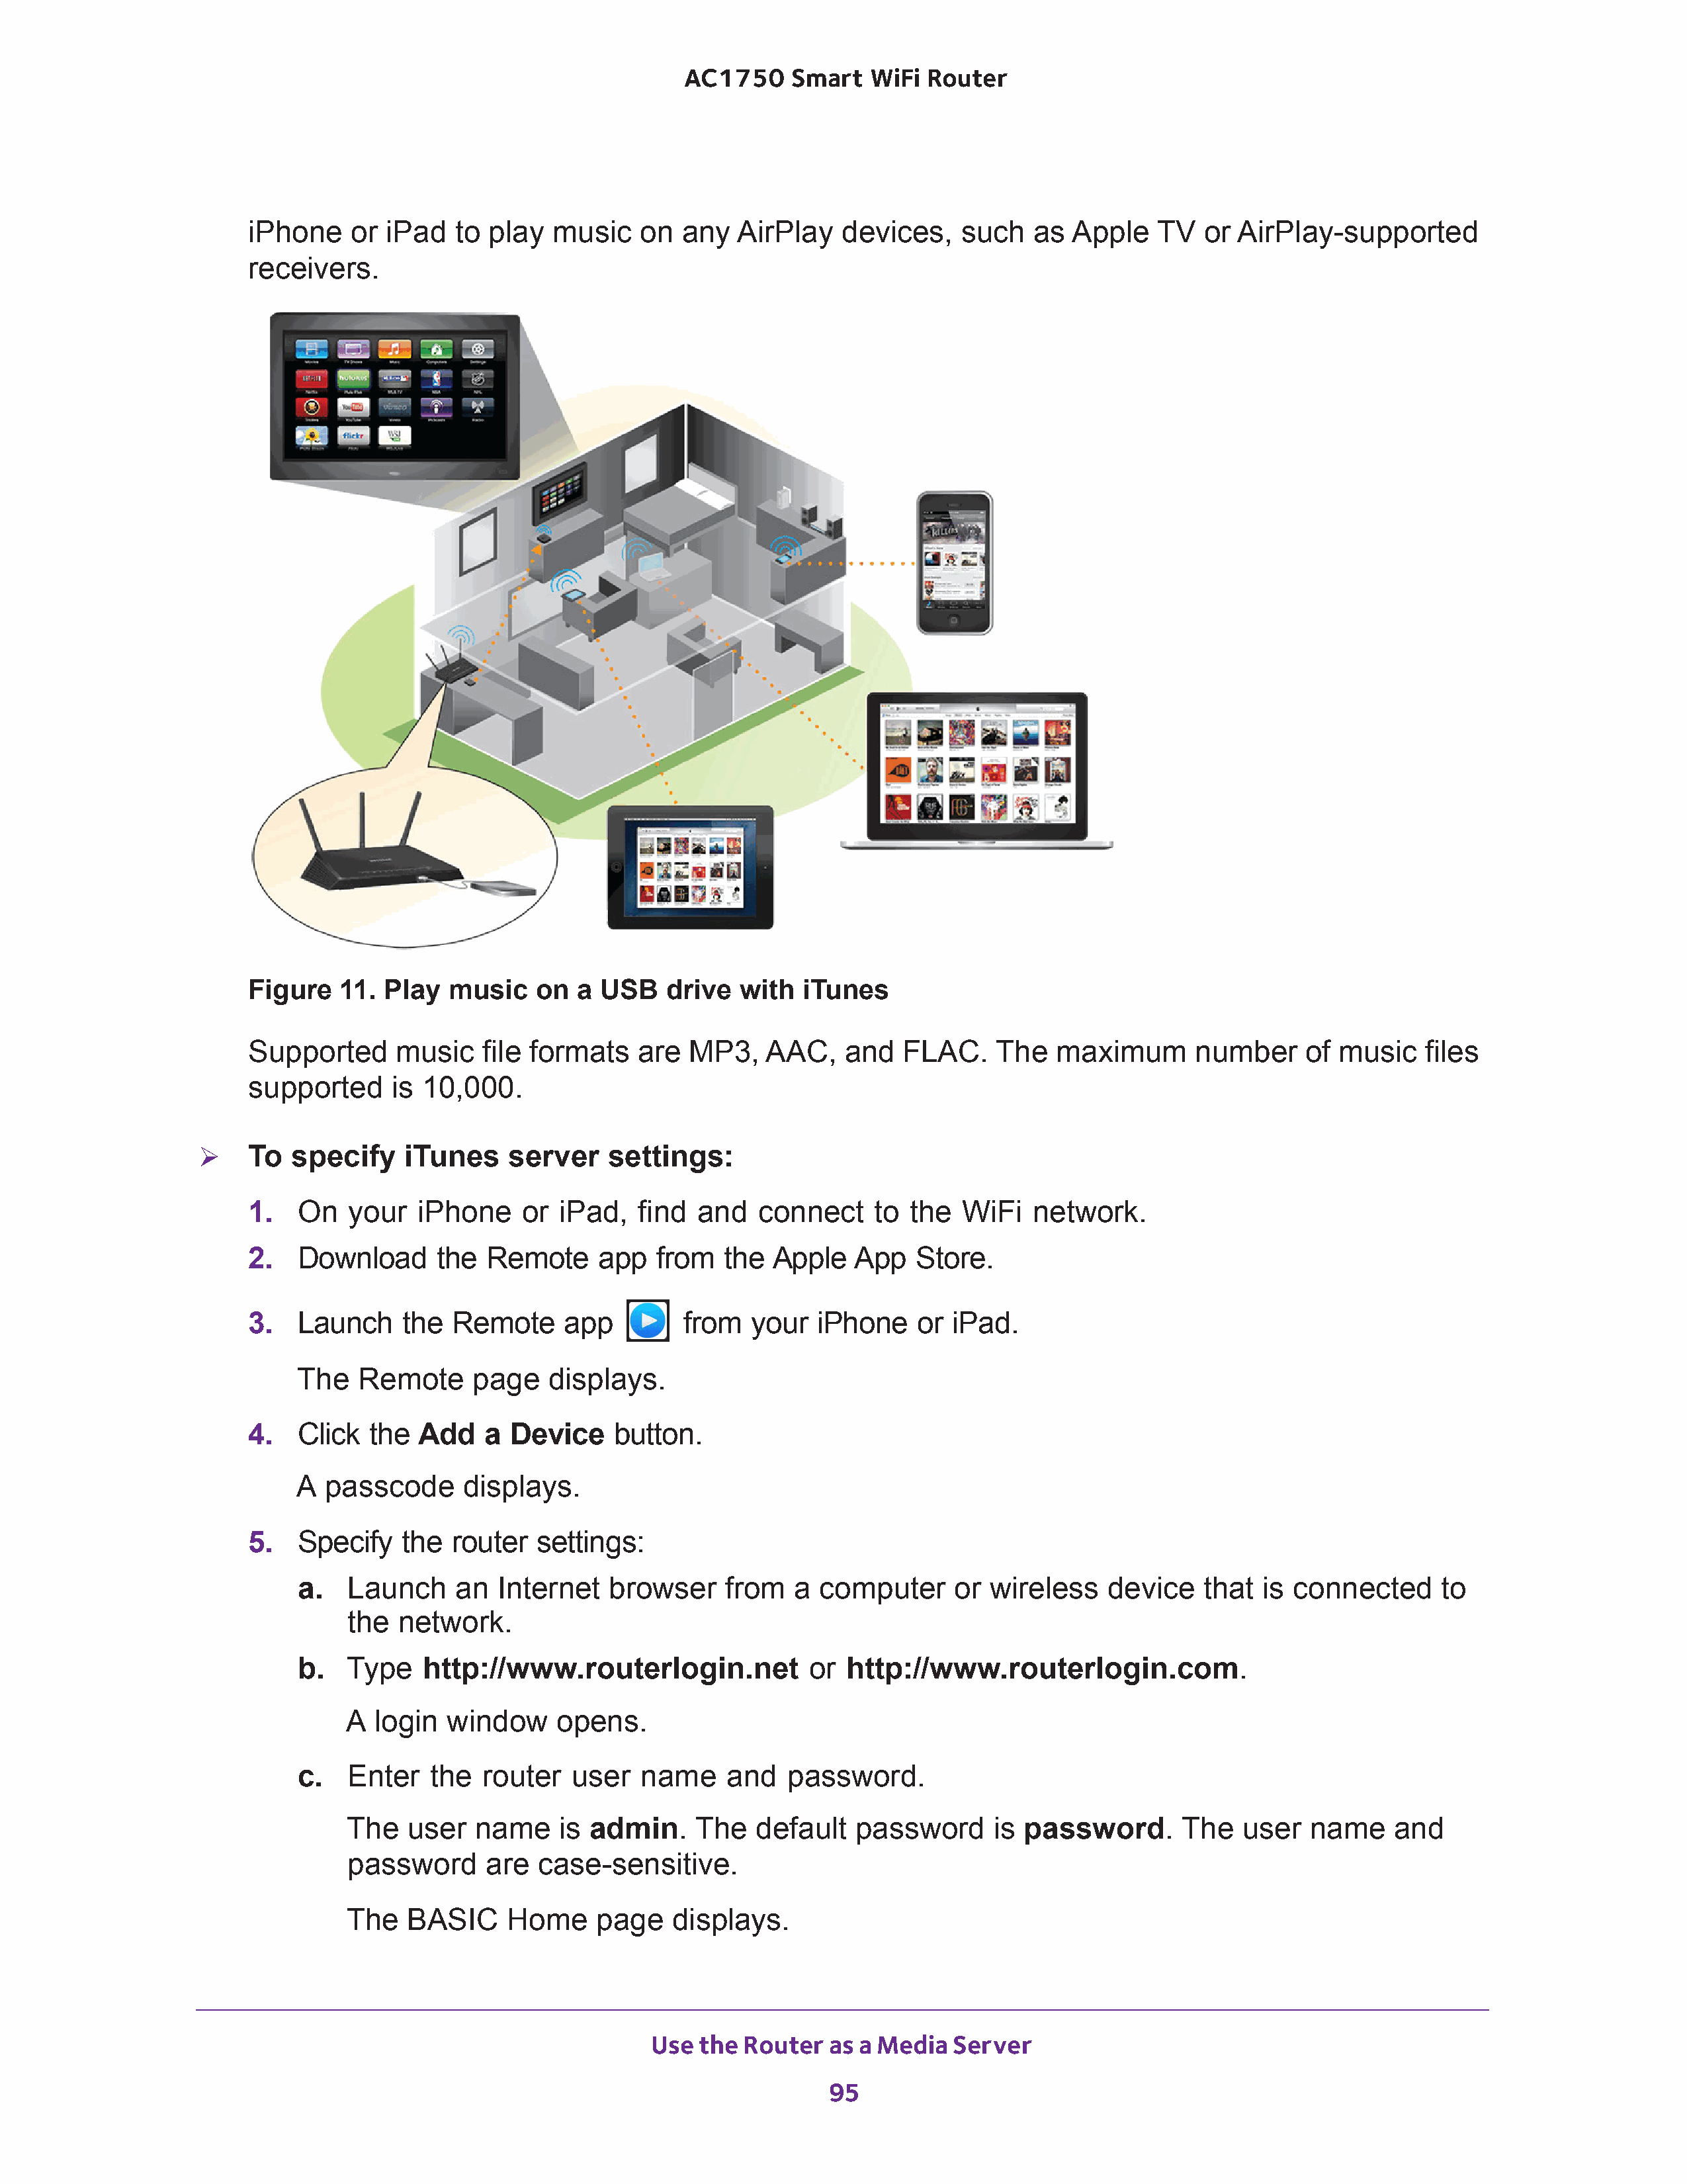 AC1750 Smart WiFi Router
iPhone or iPad to play music on any AirPlay devices, such as Apple TV or AirPlay-supported
receivers.
Figure 11. Play music on a USB drive with iTunes
Supported music file formats are MP3, AAC, and FLAC. The maximum number of music files
supported is 10,000.
➢ To specify iTunes server settings:
1. On your iPhone or iPad, find and connect to the WiFi network.
2. Download the Remote app from the Apple App Store.
3. Launch the Remote app from your iPhone or iPad.
The Remote page displays.
4. Click the Add a Device button.
A passcode displays.
5. Specify the router settings:
a. Launch an Internet browser from a computer or wireless device that is connected to
the network.
b. Type http://www.routerlogin.net or http://www.routerlogin.com.
A login window opens.
c. Enter the router user name and password.
The user name is admin. The default password is password. The user name and
password are case-sensitive.
The BASIC Home page displays.
Use the Router as a Media Server
95